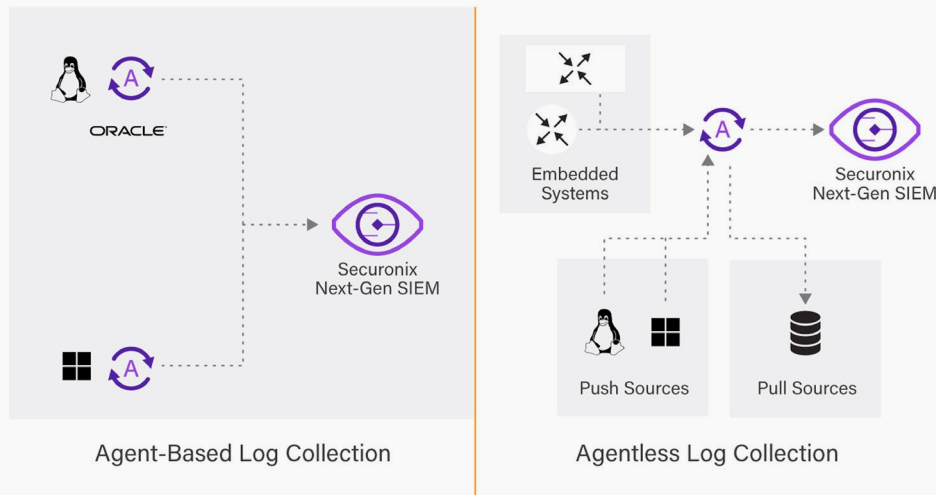 A
ORACLE
Securonix
Next-Gen SIEM
A
Agent-Based Log Collection
Embedded
Systems
A
Securonix
Next-Gen SIEM
Push Sources
Pull Sources
Agentless Log Collection